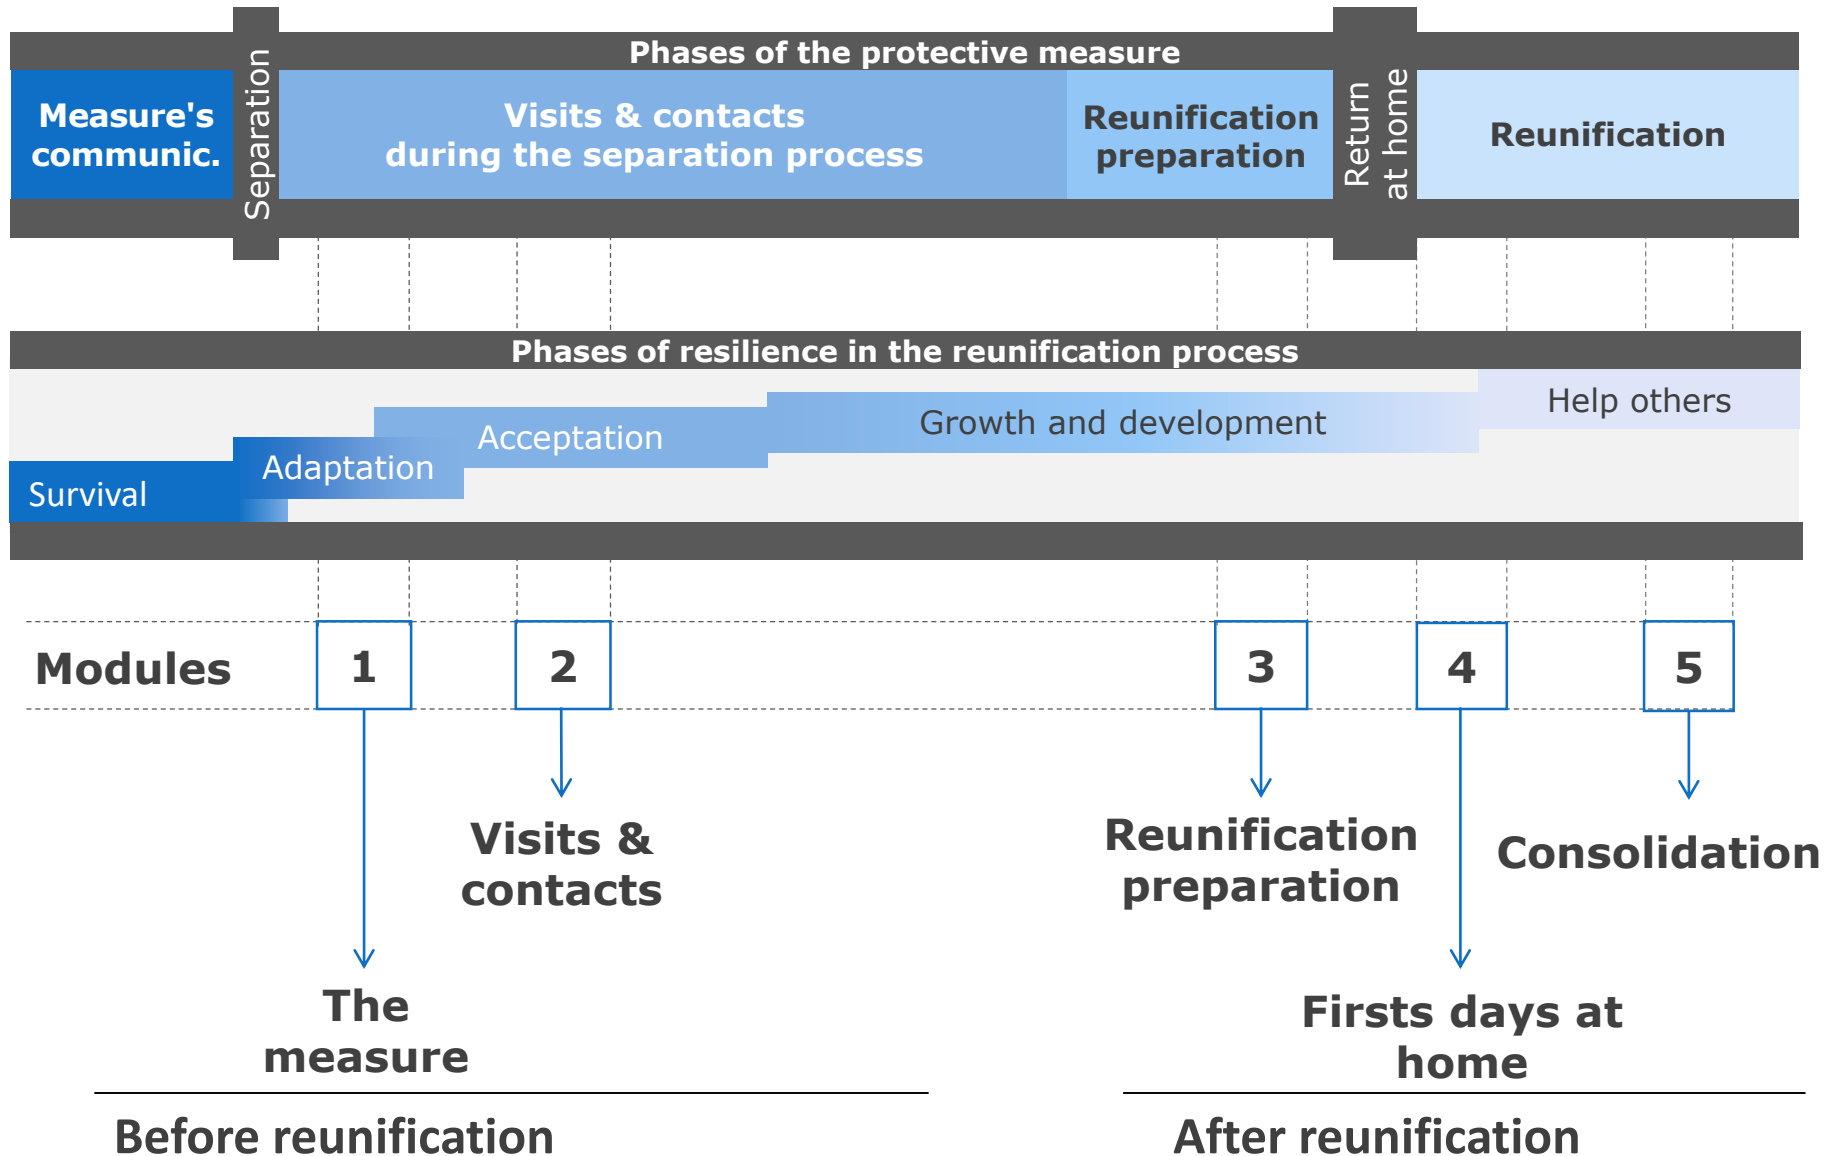 Phases of the protective measure
Measure's
communic.
Separation
Visits & contacts
during the separation process
Reunification
preparation
Return
at home
Reunification
Phases of resilience in the reunification process
Survival
Adaptation
Acceptation
Growth and development
Help others
Modules
1
2
3
4
5
Visits &
contacts
Reunification
preparation
Consolidation
The
measure
Firsts days at
home
Before reunification
After reunification